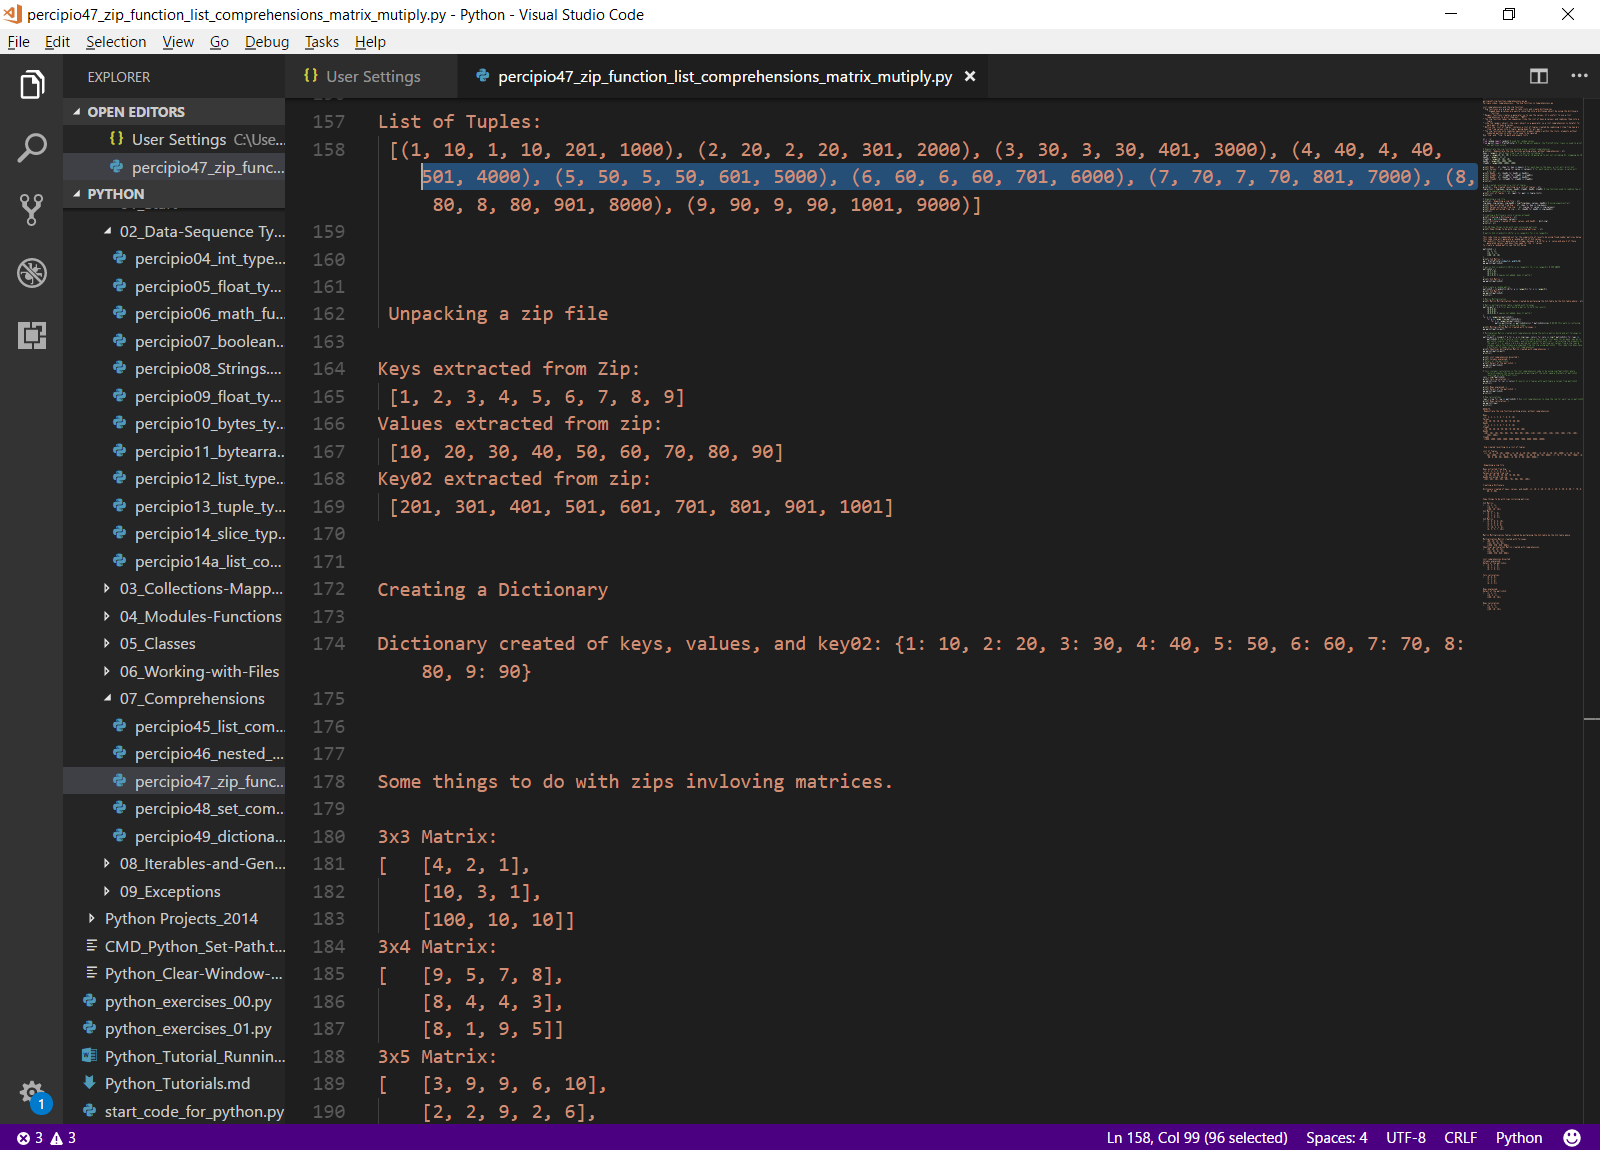 percipio47_zip_function_list_comprehensions_matrix_mutiply.py - Python - Visual Studio Code
File Edit Selection View Go Debug Tasks Help
EXPLORER
OPEN EDITORS
{} User Settings C:\Use...
percipio47_zip_func...
PYTHON
02_Data-Sequence Ty...
percipio04_int_type...
percipio05_float_ty...
percipio06_math_fu...
percipio07_boolean...
percipio08_Strings....
percipio09_float_ty...
percipio10_bytes_ty...
percipio11_bytearra...
percipio12_list_type...
percipio13_tuple_ty...
percipio14_slice_typ...
percipio14a_list_co...
03_Collections-Mapp...
04_Modules-Functions
05_Classes
06_Working-with-Files
07_Comprehensions
percipio45_list_com...
percipio46_nested_...
percipio47_zip_func...
percipio48_set_com...
percipio49_dictiona...
08_Iterables-and-Gen...
09_Exceptions
Python Projects_2014
CMD_Python_Set-Path.t...
Python_Clear-Window-...
python_exercises_00.py
python_exercises_01.py
Python_Tutorial_Runnin...
Python_Tutorials.md
start_code_for_python.py
1
{} User Settings
percipio47_zip_function_list_comprehensions_matrix_mutiply.py
157 List of Tuples:
158 [(1, 10, 1, 10, 201, 1000), (2, 20, 2, 20, 301, 2000), (3, 30, 3, 30, 401, 3000), (4, 40, 4, 40,
501, 4000), (5, 50, 5, 50, 601, 5000), (6, 60, 6, 60, 701, 6000), (7, 70, 7, 70, 801, 7000), (8,
80, 8, 80, 901, 8000), (9, 90, 9, 90, 1001, 9000)]
159
160
161
162 Unpacking a zip file
163
164 Keys extracted from Zip:
165 [1, 2, 3, 4, 5, 6, 7, 8, 9]
166 Values extracted from zip:
167 [10, 20, 30, 40, 50, 60, 70, 80, 90]
168 Key02 extracted from zip:
169 [201, 301, 401, 501, 601, 701, 801, 901, 1001]
170
171
172 Creating a Dictionary
173
174 Dictionary created of keys, values, and key02: {1: 10, 2: 20, 3: 30, 4: 40, 5: 50, 6: 60, 7: 70, 8:
80, 9: 90}
175
176
177
178 Some things to do with zips invloving matrices.
179
180 3x3 Matrix:
181 [ [4, 2, 1],
182 [10, 3, 1],
183 [100, 10, 10]]
184 3x4 Matrix:
185 [ [9, 5, 7, 8],
186 [8, 4, 4, 3],
187 [8, 1, 9, 5]]
188 3x5 Matrix:
189 [ [3, 9, 9, 6, 10],
190 [2, 2, 9, 2, 6],
3 3
Ln 158, Col 99 (96 selected) Spaces: 4 UTF-8 CRLF Python